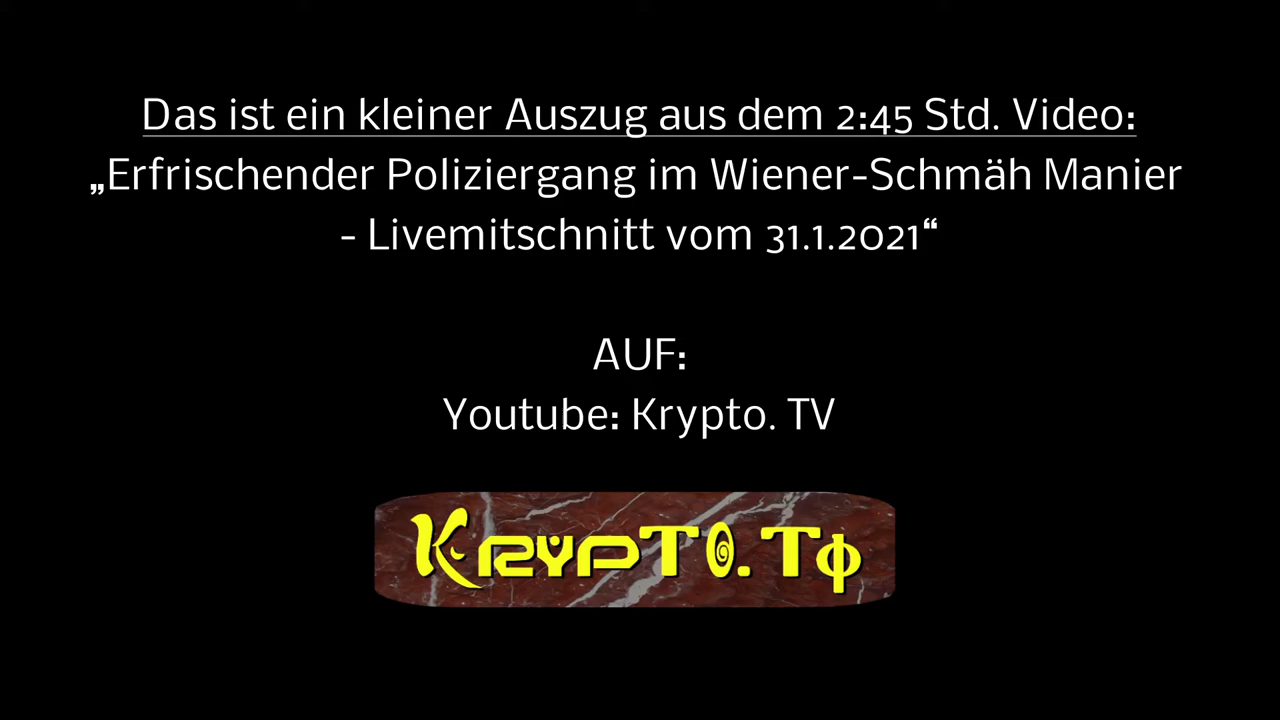 Das ist ein kleiner Auszug aus dem 2:45 Std. Video:
„Erfrischender Poliziergang im Wiener-Schmäh Manier
- Livemitschnitt vom 31.1.2021“
AUF:
Youtube: Krypto. TV
KRYPTO.Tφ